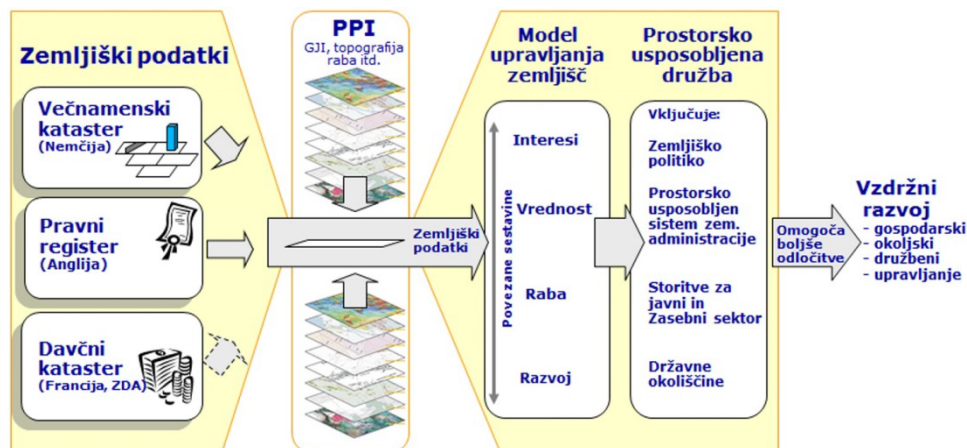 Zemljiški podatki
Večnamenski
kataster
(Nemčija)
Pravni
register
(Anglija)
Davčni
kataster
(Francija, ZDA)
PPI
GJI, topografija
raba itd.
Zemljiški
podatki
Model
upravljanja
zemljišč
Povezane sestavine
Interesi
Vrednost
Raba
Razvoj
Prostorsko
usposobljena
družba
Vključuje:
Zemljiško
politiko
Prostorsko
usposobljen
sistem zem.
administracije
Storitve za
javni in
Zasebni sektor
Državne
okoliščine
Omogoča
boljše
odločitve
Vzdržni
razvoj
- gospodarski
- okoljski
- družbeni
- upravljanje